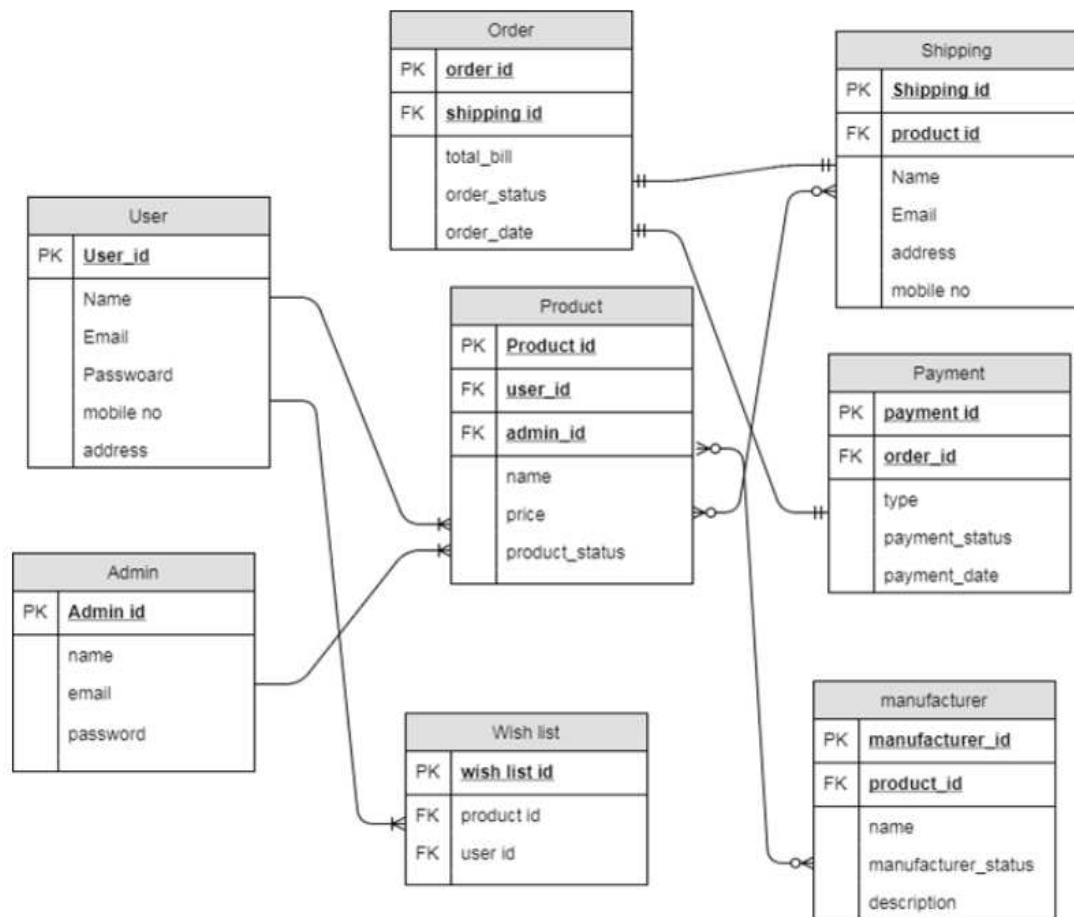 Order
PK order id
FK shipping id
total_bill
order_status
order_date
Shipping
PK Shipping id
FK product id
Name
Email
address
mobile no
User
PK User_id
Name
Email
Passwoard
mobile no
address
Product
PK Product id
FK user_id
FK admin_id
name
price
product_status
Payment
PK payment id
FK order_id
type
payment_status
payment_date
Admin
PK Admin id
name
email
password
Wish list
PK wish list id
FK product id
FK user id
manufacturer
PK manufacturer_id
FK product_id
name
manufacturer_status
description